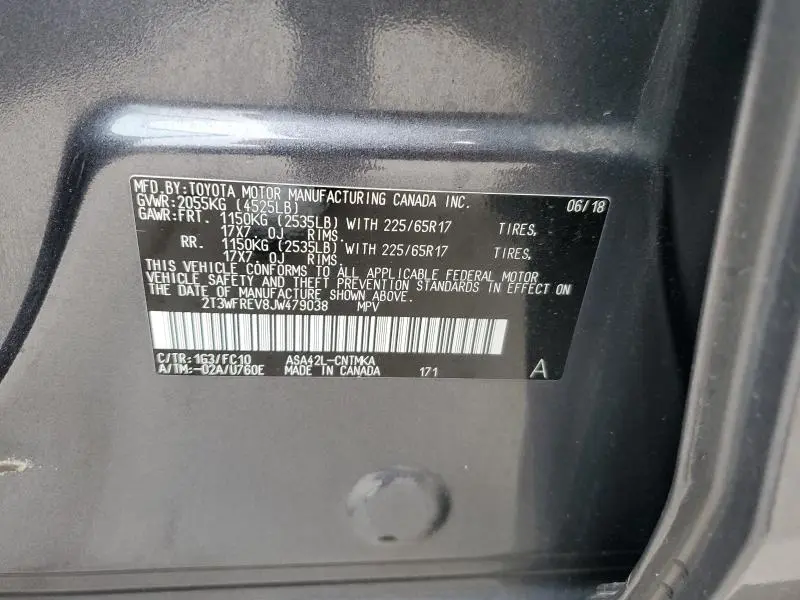 MFD.BY:TOYOTA MOTOR MANUFACTURING CANADA INC. 06/18
GVWR:2055KG (4525LB)
GAWR:FRT. 1150KG (2535LB) WITH 225/65R17 TIRES,
17X7.0J RIMS,
RR. 1150KG (2535LB) WITH 225/65R17 TIRES,
17X7.0J RIMS
THIS VEHICLE CONFORMS TO ALL APPLICABLE FEDERAL MOTOR
VEHICLE SAFETY AND THEFT PREVENTION STANDARDS IN EFFECT ON
THE DATE OF MANUFACTURE SHOWN ABOVE.
2T3WFREV8JW479038 MPV
C/TR:163/FC10 ASA42L-CNTMKA
A/TM:-02A/U760E MADE IN CANADA 171 A